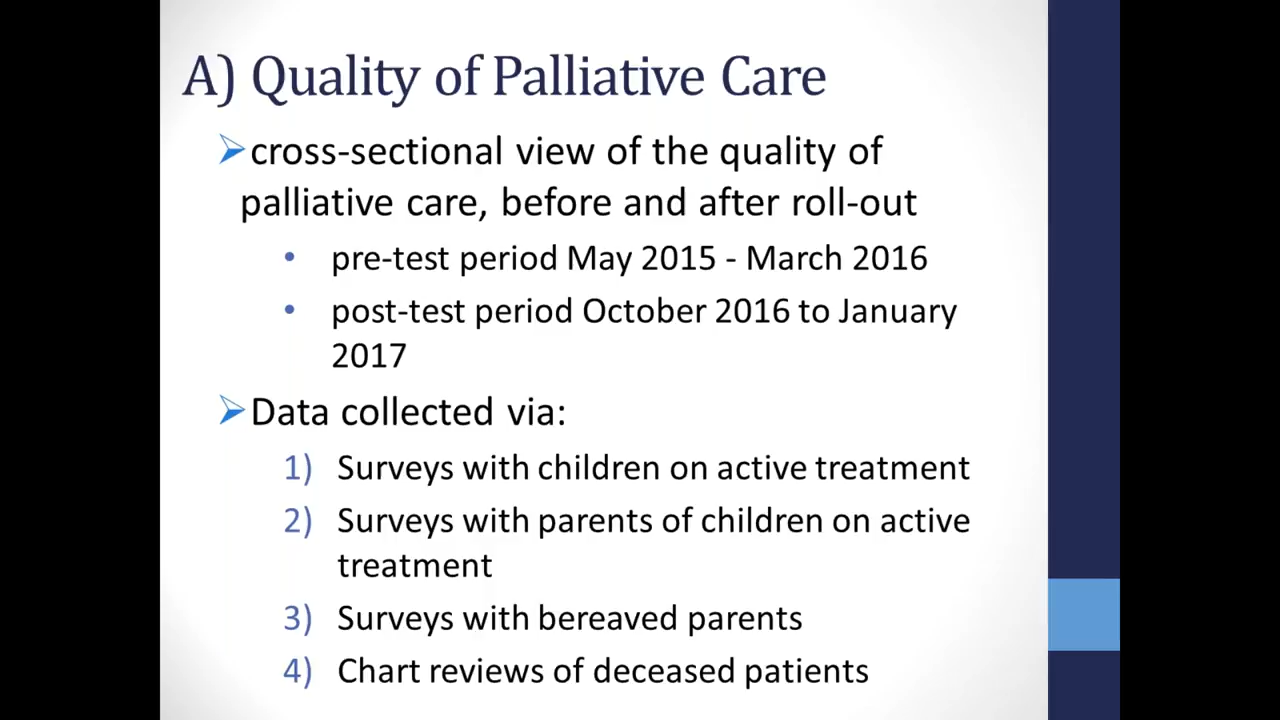 A) Quality of Palliative Care
➢cross-sectional view of the quality of
palliative care, before and after roll-out
• pre-test period May 2015 - March 2016
• post-test period October 2016 to January
2017
➢Data collected via:
1) Surveys with children on active treatment
2) Surveys with parents of children on active
treatment
3) Surveys with bereaved parents
4) Chart reviews of deceased patients